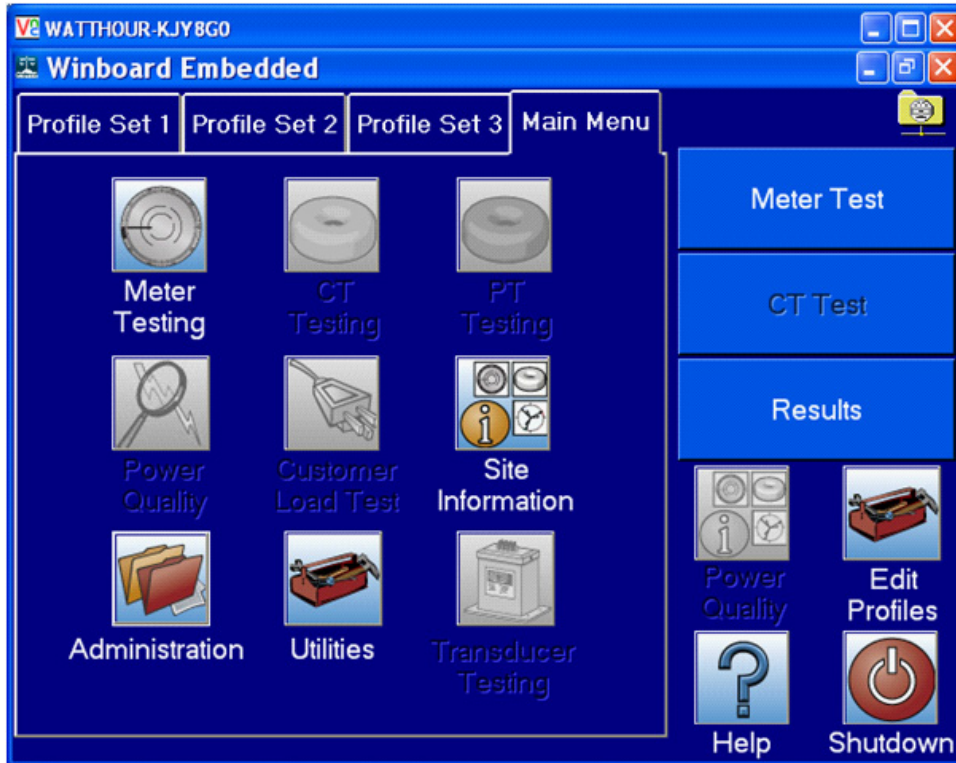 WATTHOUR-KJY8G0
Winboard Embedded
Profile Set 1 Profile Set 2 Profile Set 3 Main Menu
Meter Testing
CT Testing
PT Testing
Power Quality
Customer Load Test
Site Information
Administration
Utilities
Transducer Testing
Meter Test
CT Test
Results
Power Quality
Edit Profiles
Help
Shutdown